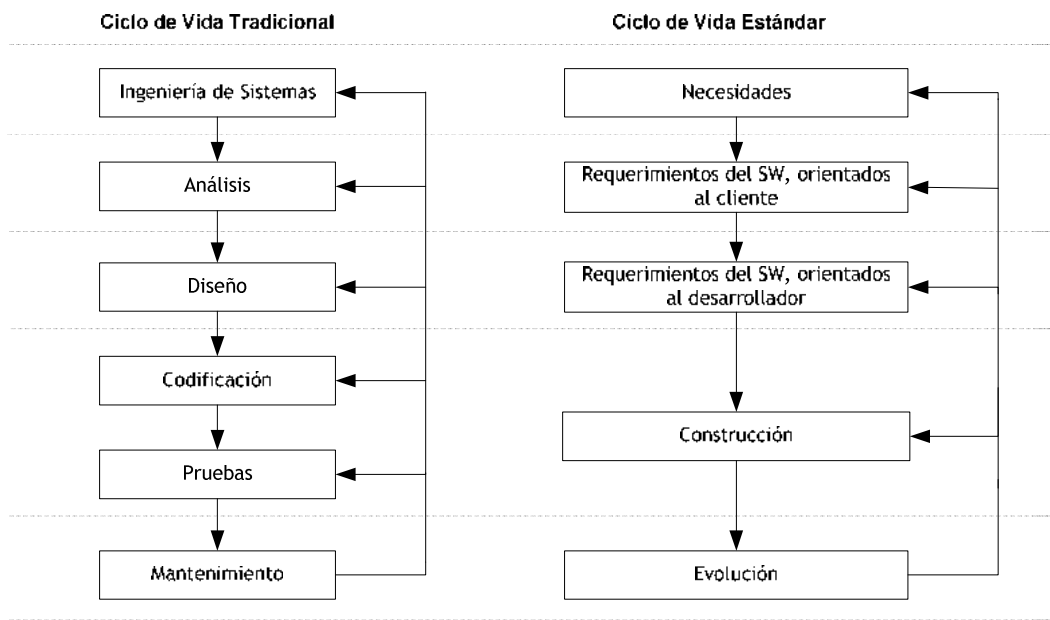 Ciclo de Vida Tradicional
Ciclo de Vida Estándar
Ingeniería de Sistemas
Necesidades
Análisis
Requerimientos del SW, orientados
al cliente
Diseño
Requerimientos del SW, orientados
al desarrollador
Codificación
Construcción
Pruebas
Mantenimiento
Evolución